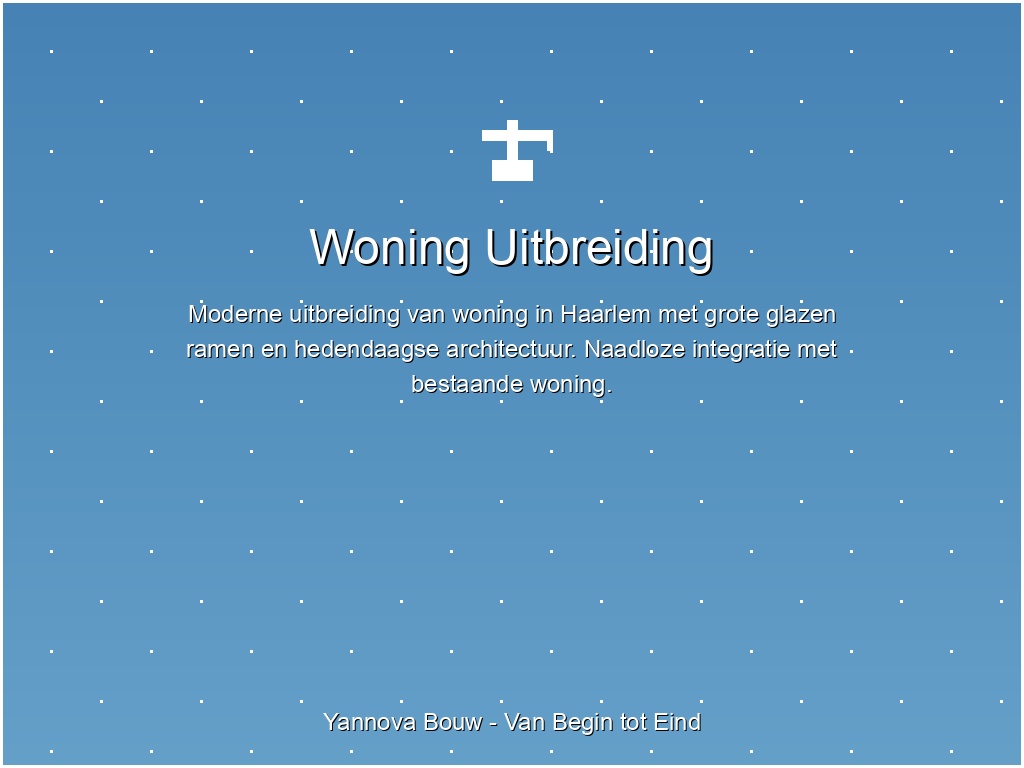 Woning Uitbreiding
Moderne uitbreiding van woning in Haarlem met grote glazen
ramen en hedendaagse architectuur. Naadloze integratie met
bestaande woning.
Yannova Bouw - Van Begin tot Eind